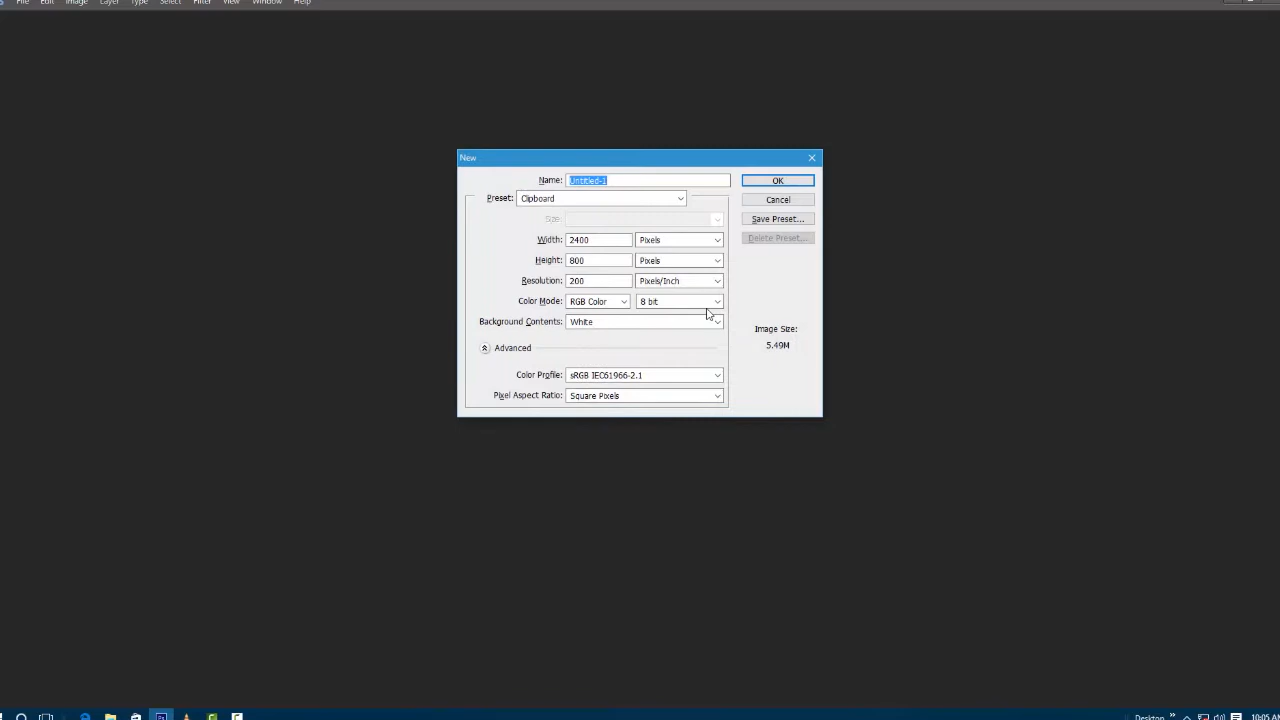 File Edit Image Layer Type Select Filter View Window Help
New
Name: Untitled-1
OK
Preset: Clipboard
Cancel
Size:
Save Preset...
Width: 2400 Pixels
Delete Preset...
Height: 800 Pixels
Resolution: 200 Pixels/Inch
Color Mode: RGB Color 8 bit
Background Contents: White
Image Size:
5.49M
Advanced
Color Profile: sRGB IEC61966-2.1
Pixel Aspect Ratio: Square Pixels
Desktop 10:05 AM